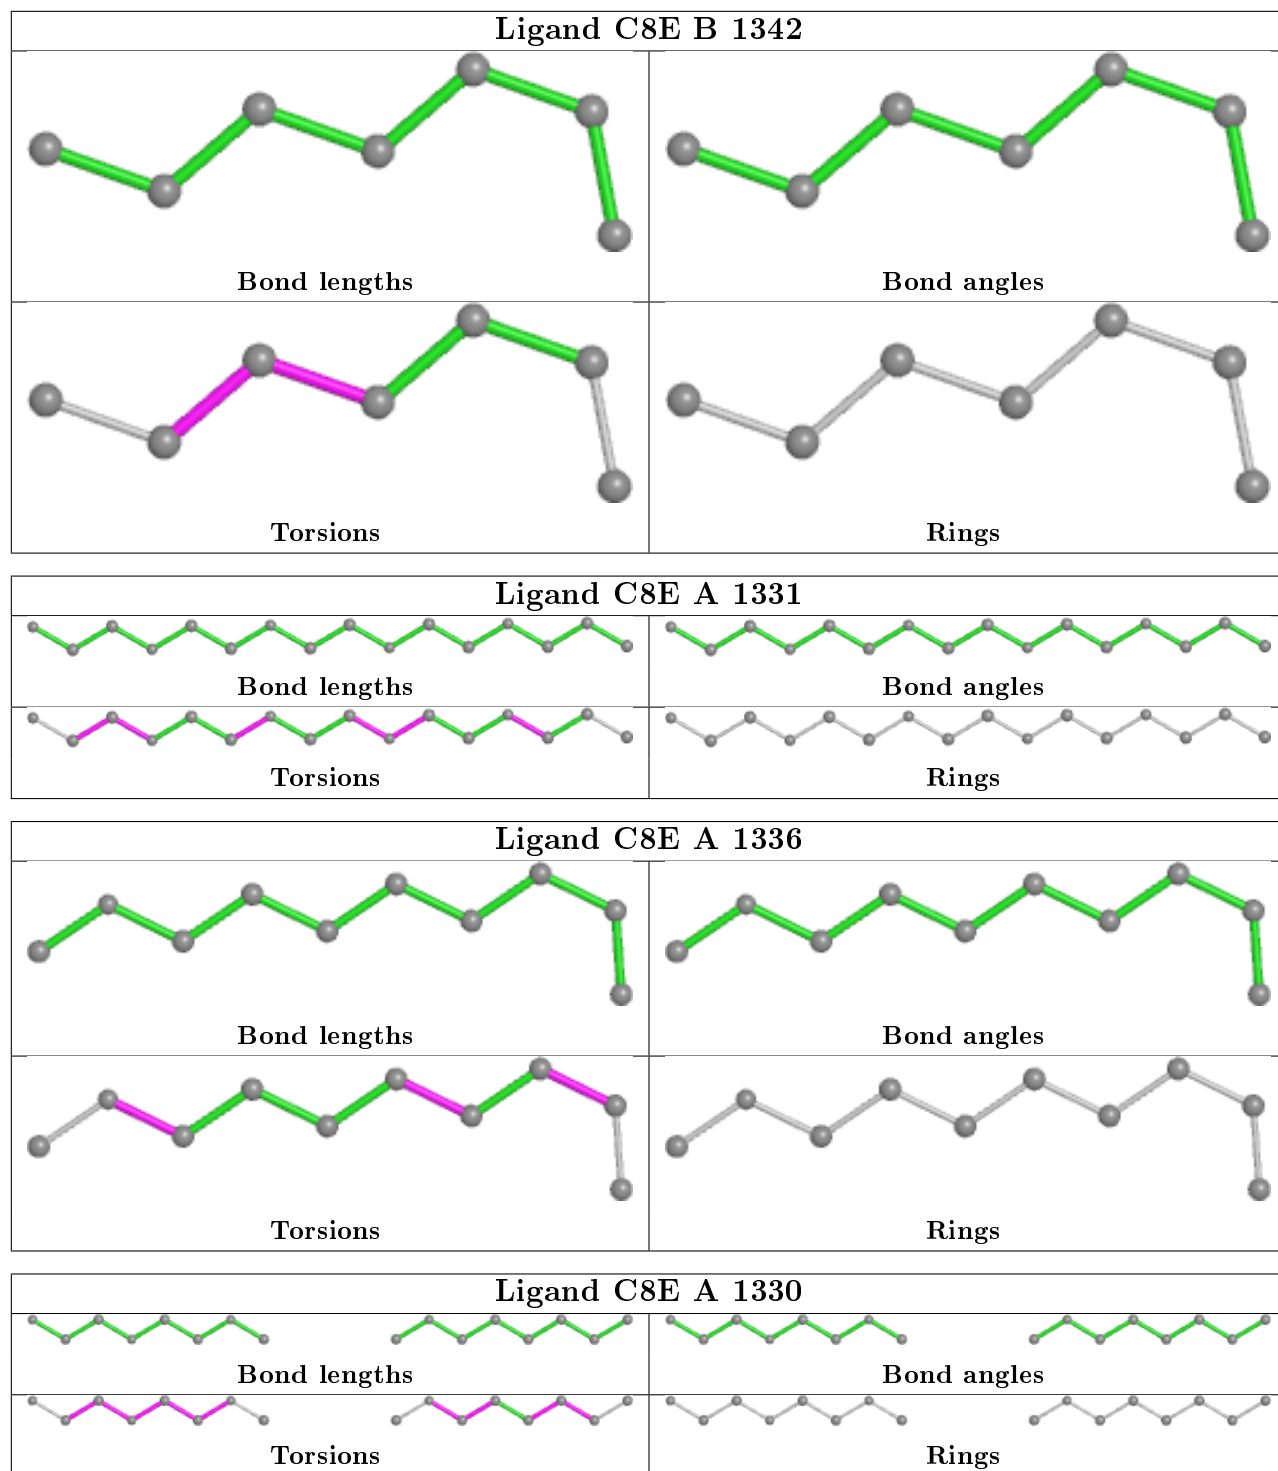 Ligand C8E B 1342
Bond lengths
Bond angles
Torsions
Rings
Ligand C8E A 1331
Bond lengths
Bond angles
Torsions
Rings
Ligand C8E A 1336
Bond lengths
Bond angles
Torsions
Rings
Ligand C8E A 1330
Bond lengths
Bond angles
Torsions
Rings